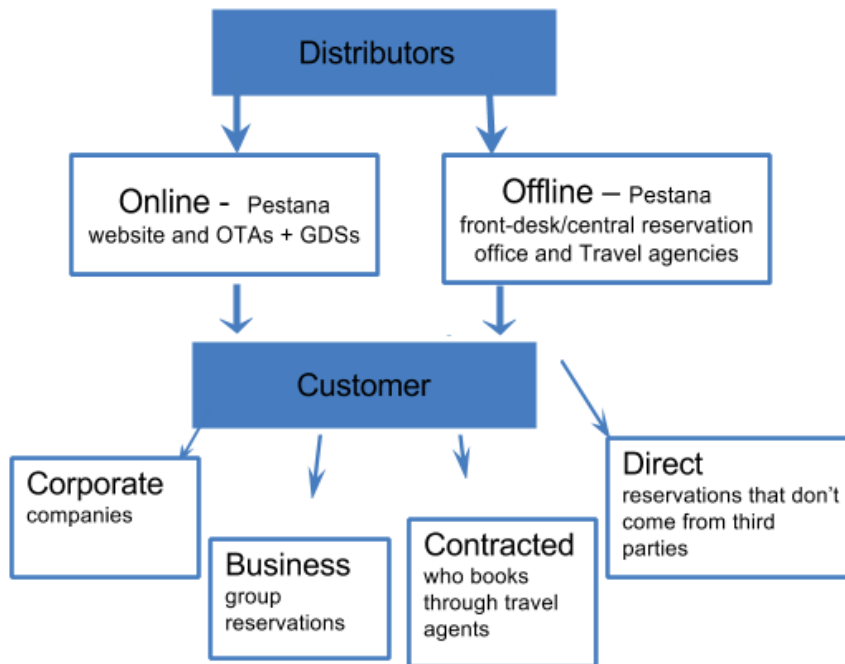 Distributors
Online - Pestana
website and OTAs + GDSs
Offline – Pestana
front-desk/central reservation
office and Travel agencies
Customer
Corporate
companies
Business
group
reservations
Contracted
who books
through travel
agents
Direct
reservations that don’t
come from third
parties